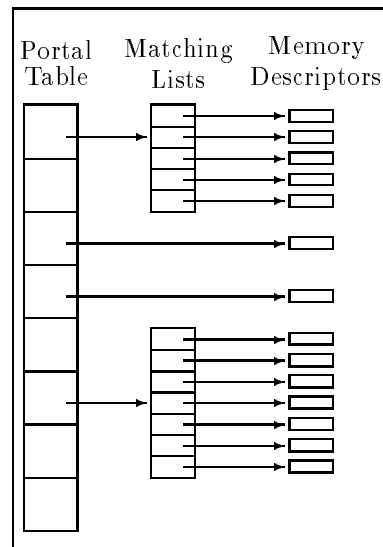 Portal
Table
Matching
Lists
Memory
Descriptors